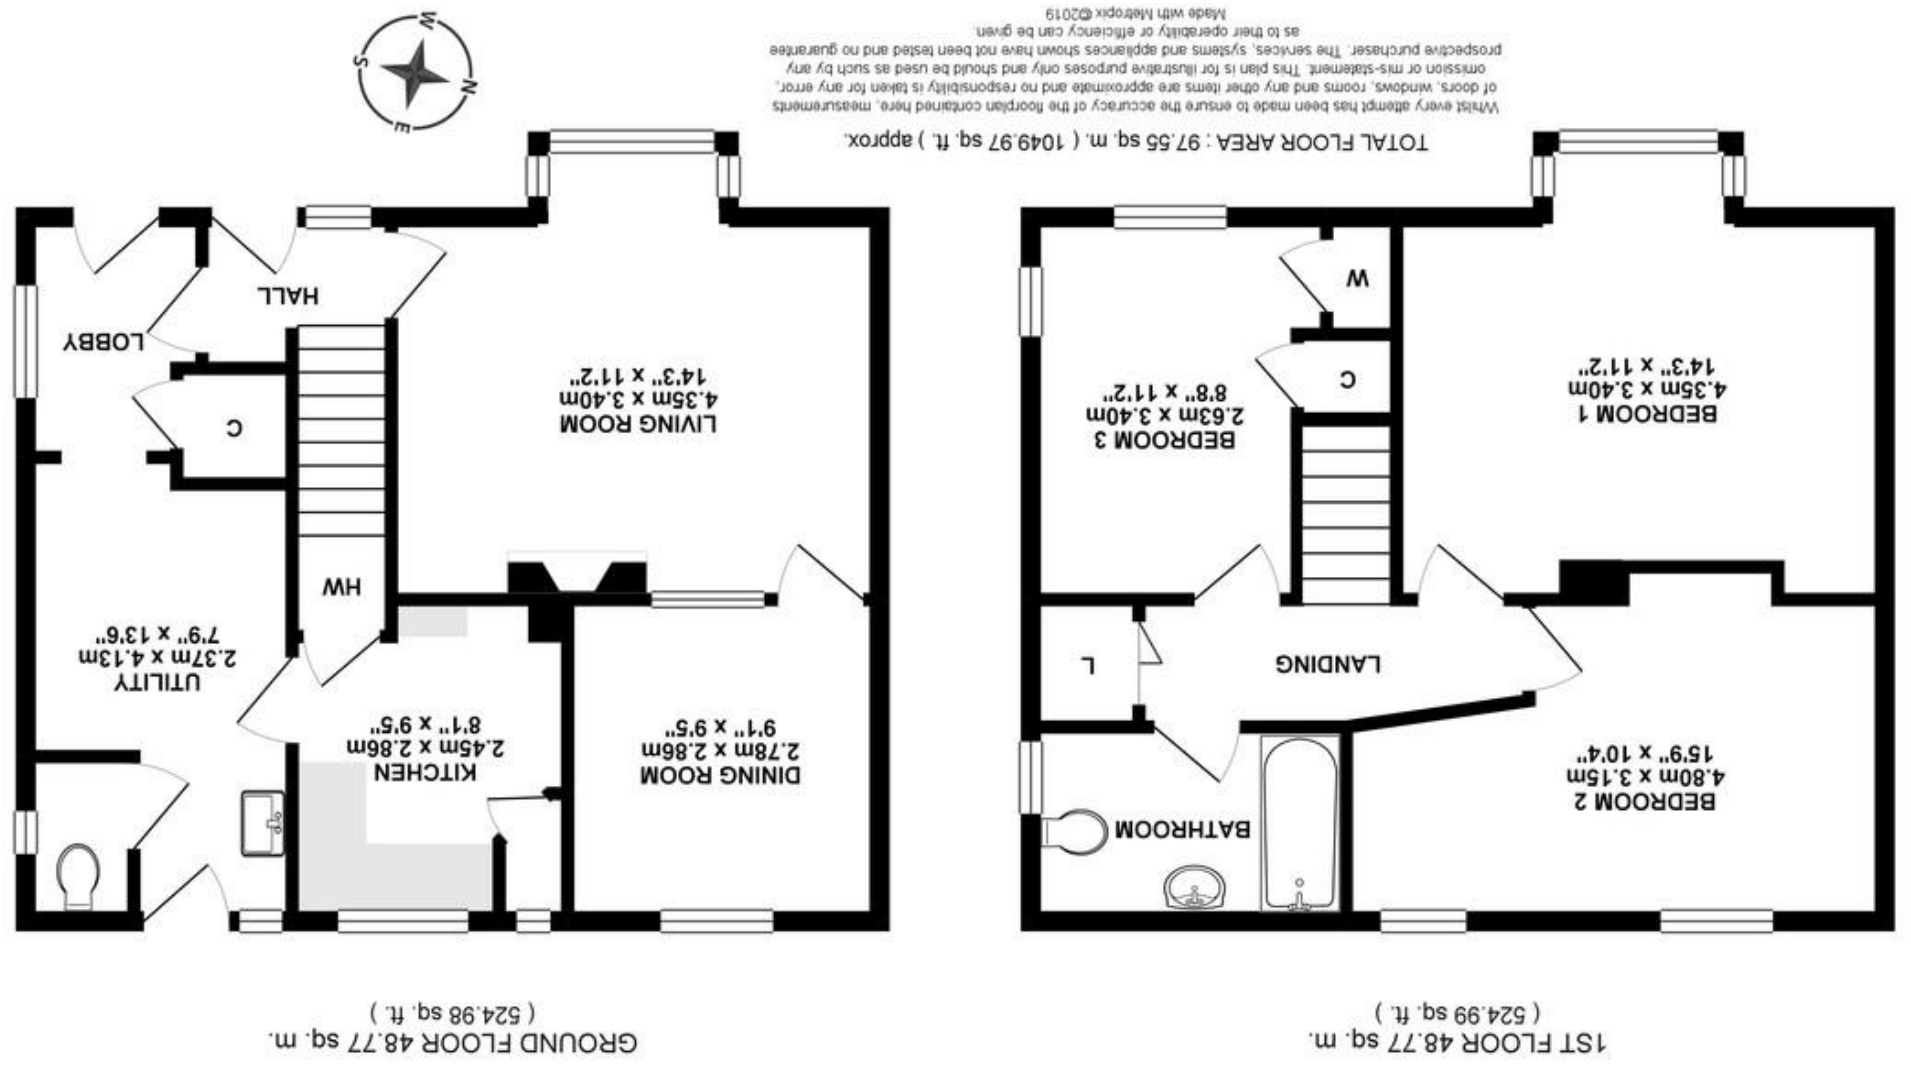 1ST FLOOR 48.77 sq. m.
( 524.99 sq. ft. )
BEDROOM 2
4.80m x 3.15m
15'9" x 10'4"
BATHROOM
LANDING
L
BEDROOM 1
4.35m x 3.40m
14'3" x 11'2"
BEDROOM 3
2.63m x 3.40m
8'8" x 11'2"
C
W
GROUND FLOOR 48.77 sq. m.
( 524.98 sq. ft. )
DINING ROOM
2.78m x 2.86m
9'1" x 9'5"
KITCHEN
2.45m x 2.86m
8'1" x 9'5"
UTILITY
2.37m x 4.13m
7'9" x 13'6"
HW
LIVING ROOM
4.35m x 3.40m
14'3" x 11'2"
C
LOBBY
HALL
TOTAL FLOOR AREA : 97.55 sq. m. ( 1049.97 sq. ft. ) approx.
Whilst every attempt has been made to ensure the accuracy of the floorplan contained here, measurements
of doors, windows, rooms and any other items are approximate and no responsibility is taken for any error,
omission or mis-statement. This plan is for illustrative purposes only and should be used as such by any
prospective purchaser. The services, systems and appliances shown have not been tested and no guarantee
as to their operability or efficiency can be given.
Made with Metropix ©2019
E
N
S
W